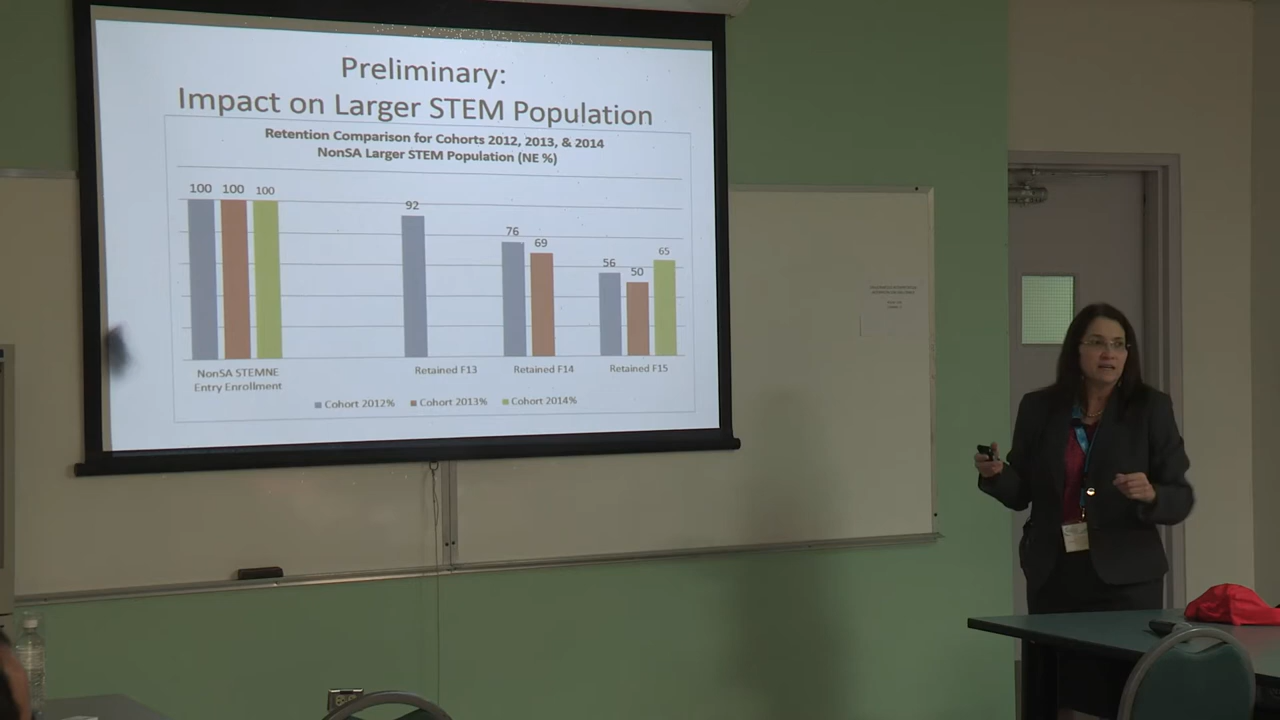 Preliminary:
Impact on Larger STEM Population
Retention Comparison for Cohorts 2012, 2013, & 2014
NonSA Larger STEM Population (NE %)
100 100 100
92
76
69
56
50
65
NonSA STEMNE
Entry Enrollment
Retained F13
Retained F14
Retained F15
Cohort 2012%
Cohort 2013%
Cohort 2014%